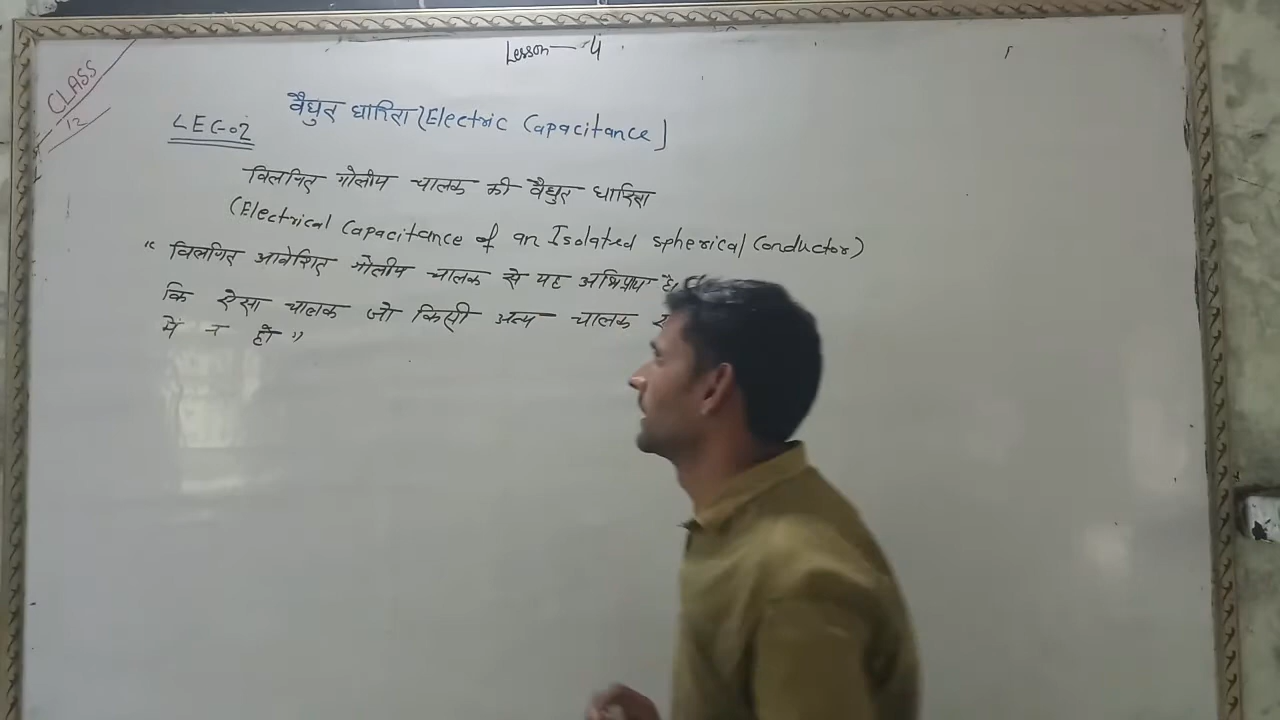 Lesson — 4
CLASS
12
वैद्युत धारिता (Electric Capacitance)
LEC-02
विलगित गोलीय चालक की वैद्युत धारिता
(Electrical Capacitance of an Isolated spherical Conductor)
“ विलगित आवेशित गोलीय चालक से यह अभिप्राय है।
कि ऐसा चालक जो किसी अन्य चालक
में न हो ”